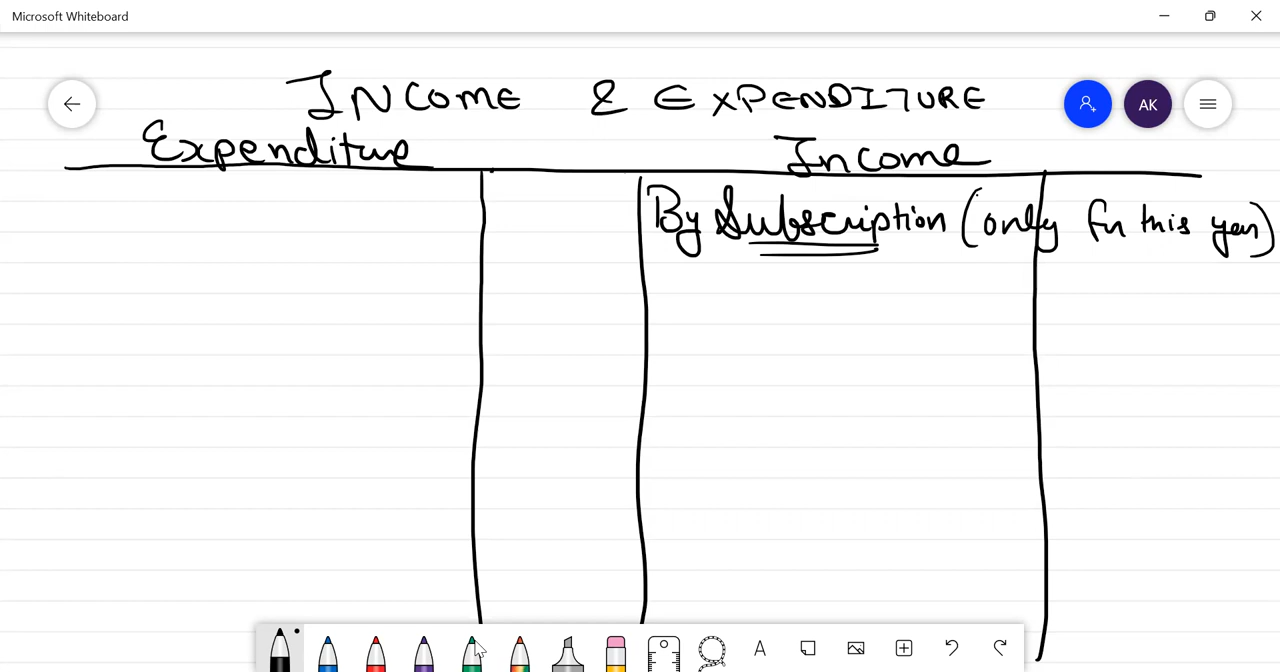 Microsoft Whiteboard
INCOME & EXPENDITURE
AK
Expenditure Income
By Subscription (only for this year)
A